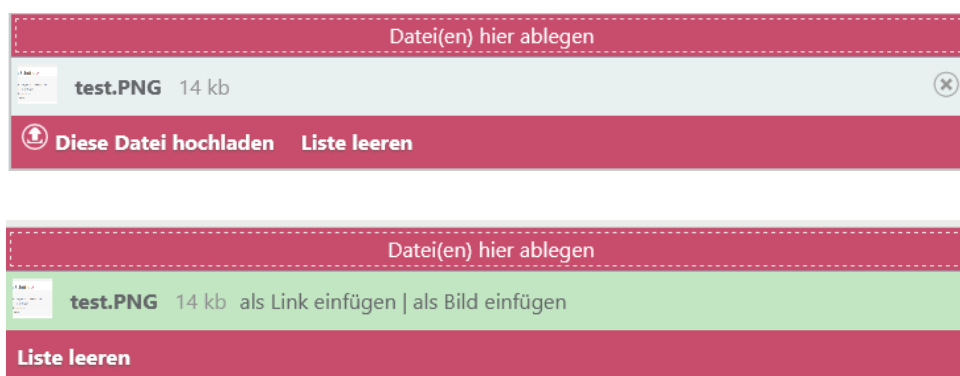 Datei(en) hier ablegen
test.PNG 14 kb
Diese Datei hochladen Liste leeren
Datei(en) hier ablegen
test.PNG 14 kb als Link einfügen | als Bild einfügen
Liste leeren